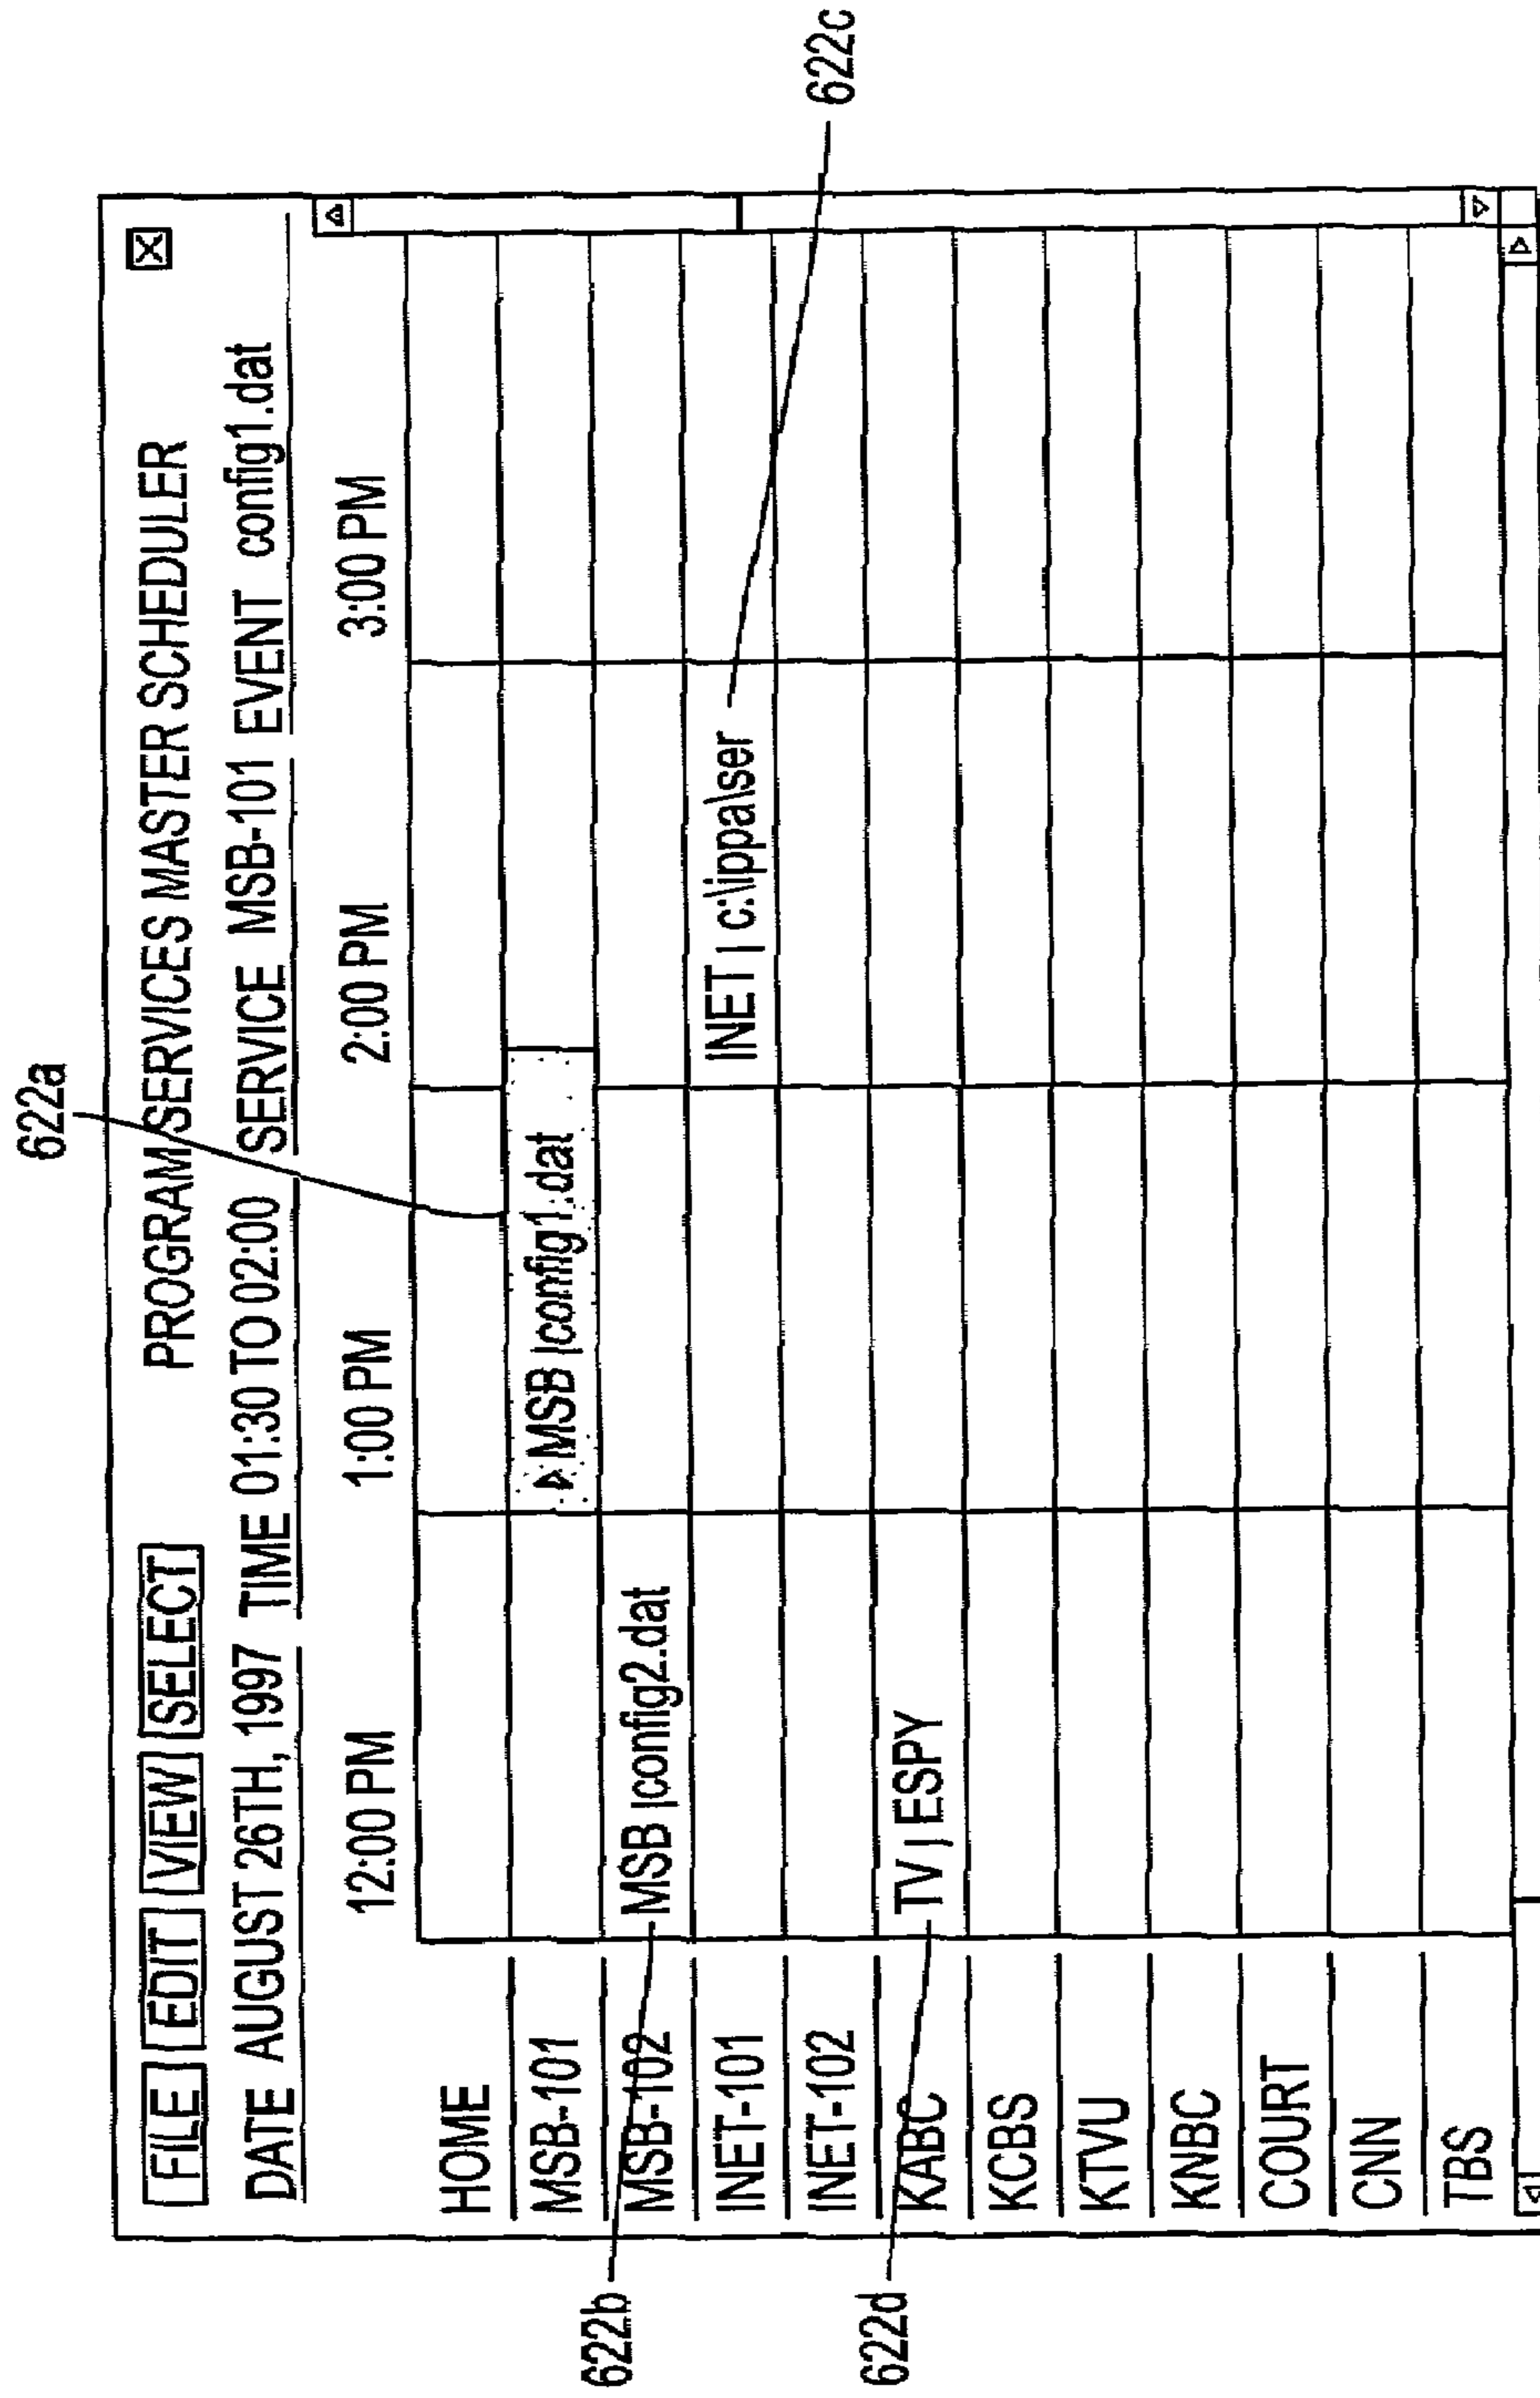 622a
FILE EDIT VIEW SELECT PROGRAM SERVICES MASTER SCHEDULER X
DATE AUGUST 26TH, 1997 TIME 01:30 TO 02:00 SERVICE MSB-101 EVENT config1.dat
12:00 PM 1:00 PM 2:00 PM 3:00 PM
HOME
MSB-101 MSB |config1.dat
622b MSB-102 MSB |config2.dat
INET-101 INET | c:\ippa\ser
INET-102 622c
622d KABC TV | ESPY
KCBS
KTVU
KNBC
COURT
CNN
TBS